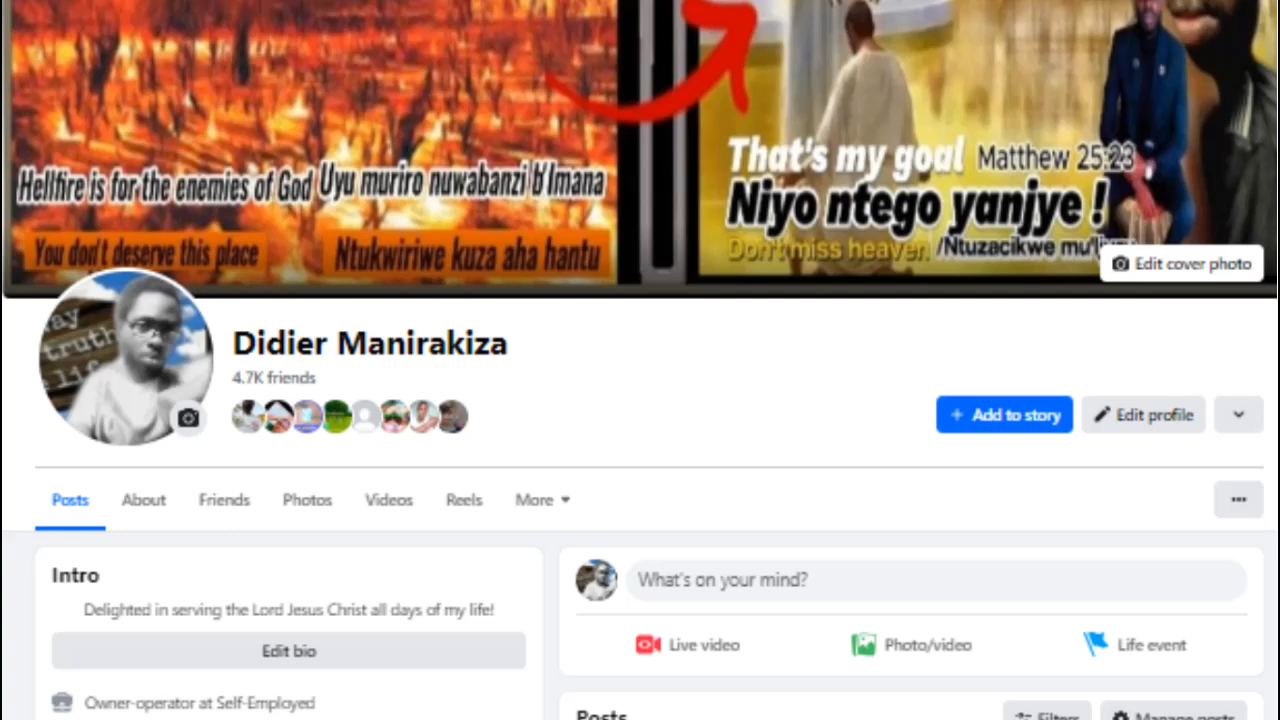 Hellfire is for the enemies of God Uyu muriro nuwabanzi b'Imana
You don't deserve this place Ntukwiriwe kuza aha hantu
That's my goal Matthew 25:23
Niyo ntego yanjye !
Don't miss heaven /Ntuzacikwe
Edit cover photo
ay
truth
life
Didier Manirakiza
4.7K friends
+ Add to story
Edit profile
Posts About Friends Photos Videos Reels More
Intro
Delighted in serving the Lord Jesus Christ all days of my life!
Edit bio
Owner-operator at Self-Employed
What's on your mind?
Live video Photo/video Life event
Posts
Filters Manage posts